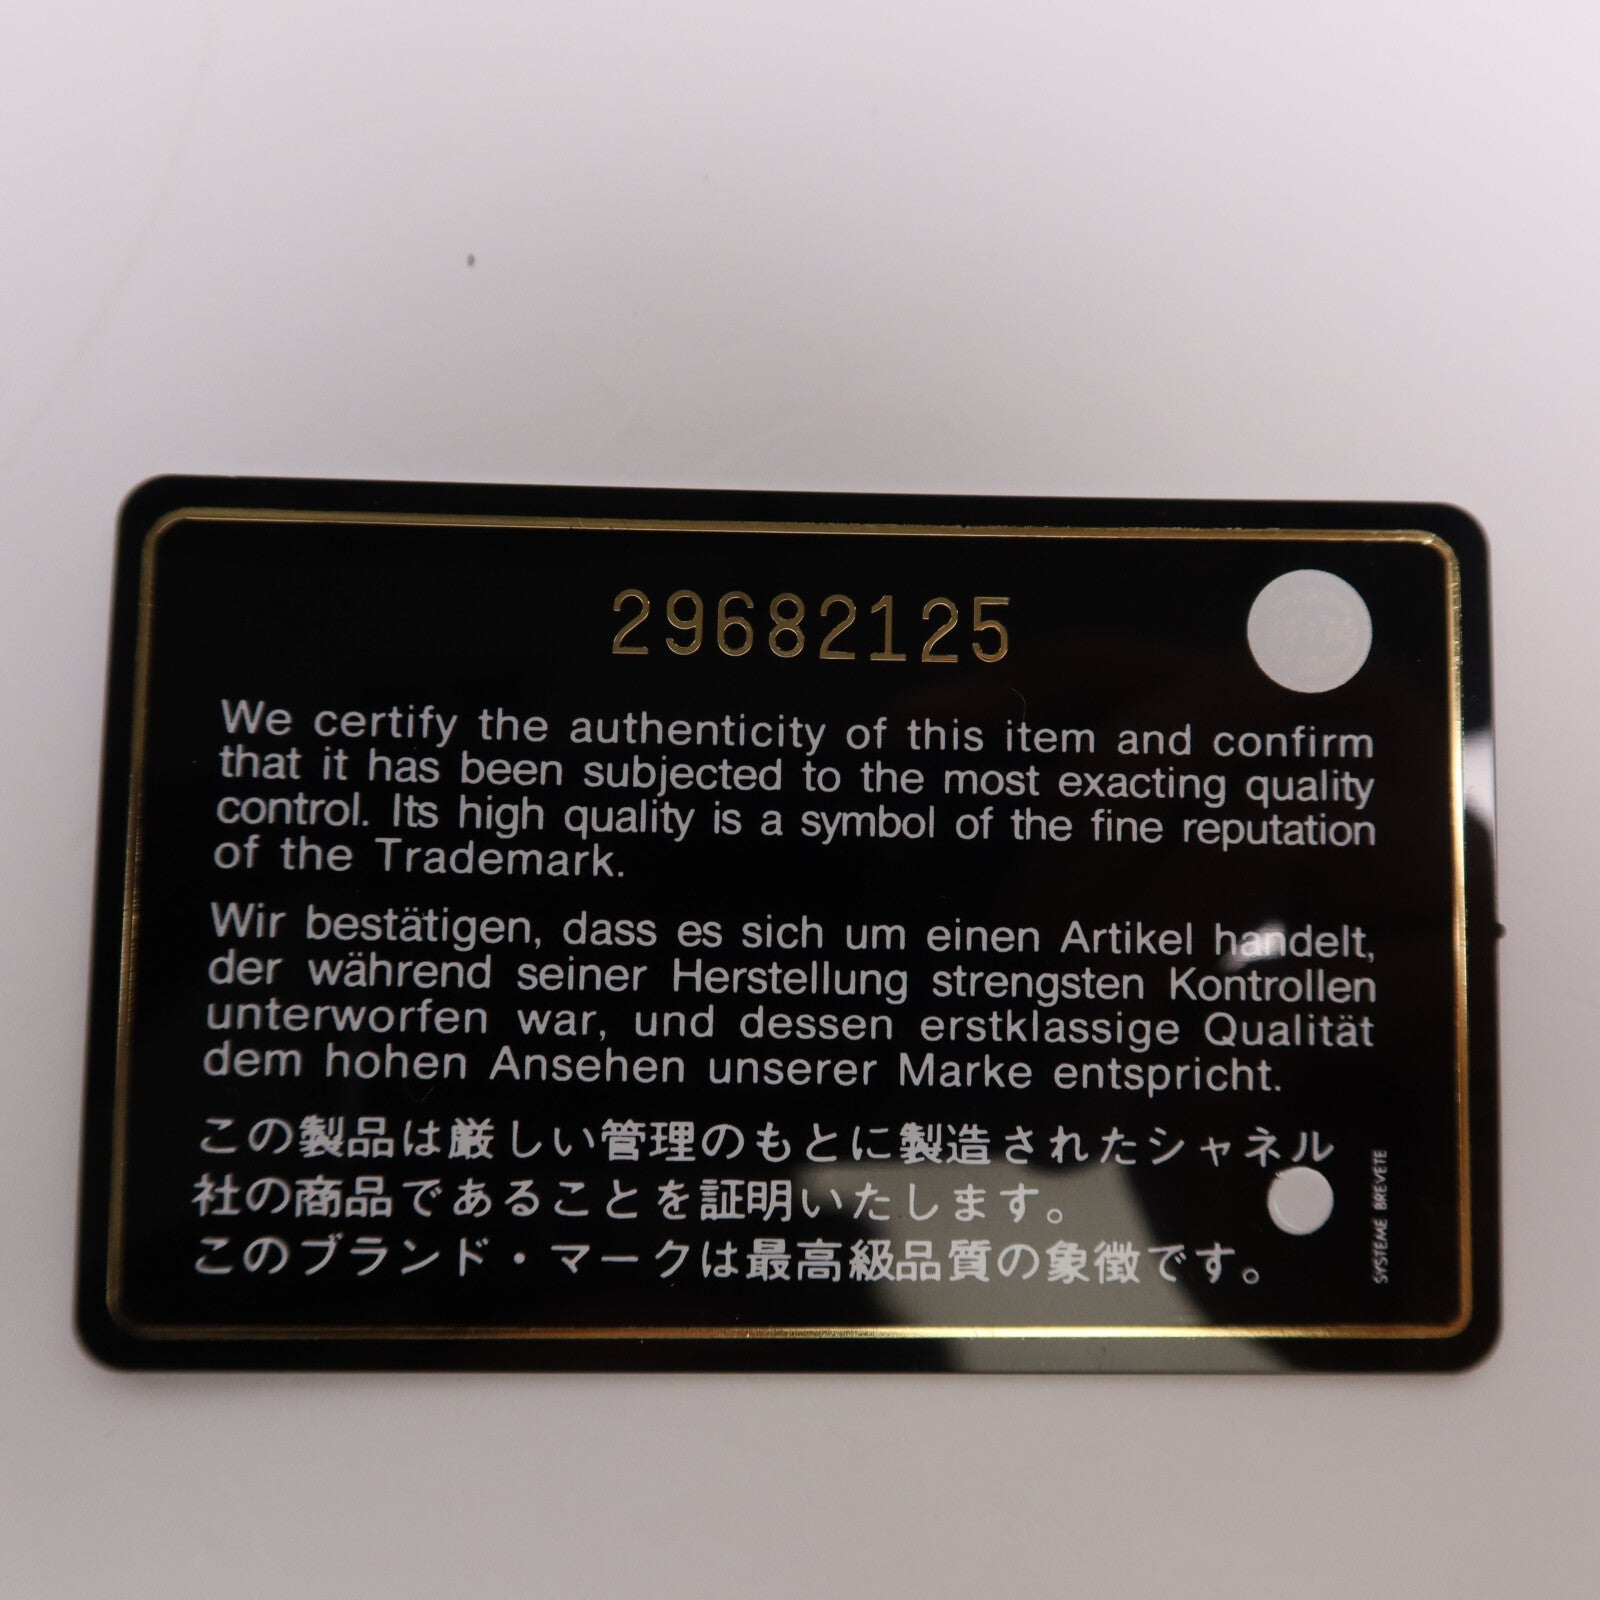 29682125
We certify the authenticity of this item and confirm
that it has been subjected to the most exacting quality
control. Its high quality is a symbol of the fine reputation
of the Trademark.
Wir bestätigen, dass es sich um einen Artikel handelt,
der während seiner Herstellung strengsten Kontrollen
unterworfen war, und dessen erstklassige Qualität
dem hohen Ansehen unserer Marke entspricht.
この製品は厳しい管理のもとに製造されたシャネル
社の商品であることを証明いたします。
このブランド・マークは最高級品質の象徴です。
SYSTEME BREVETE